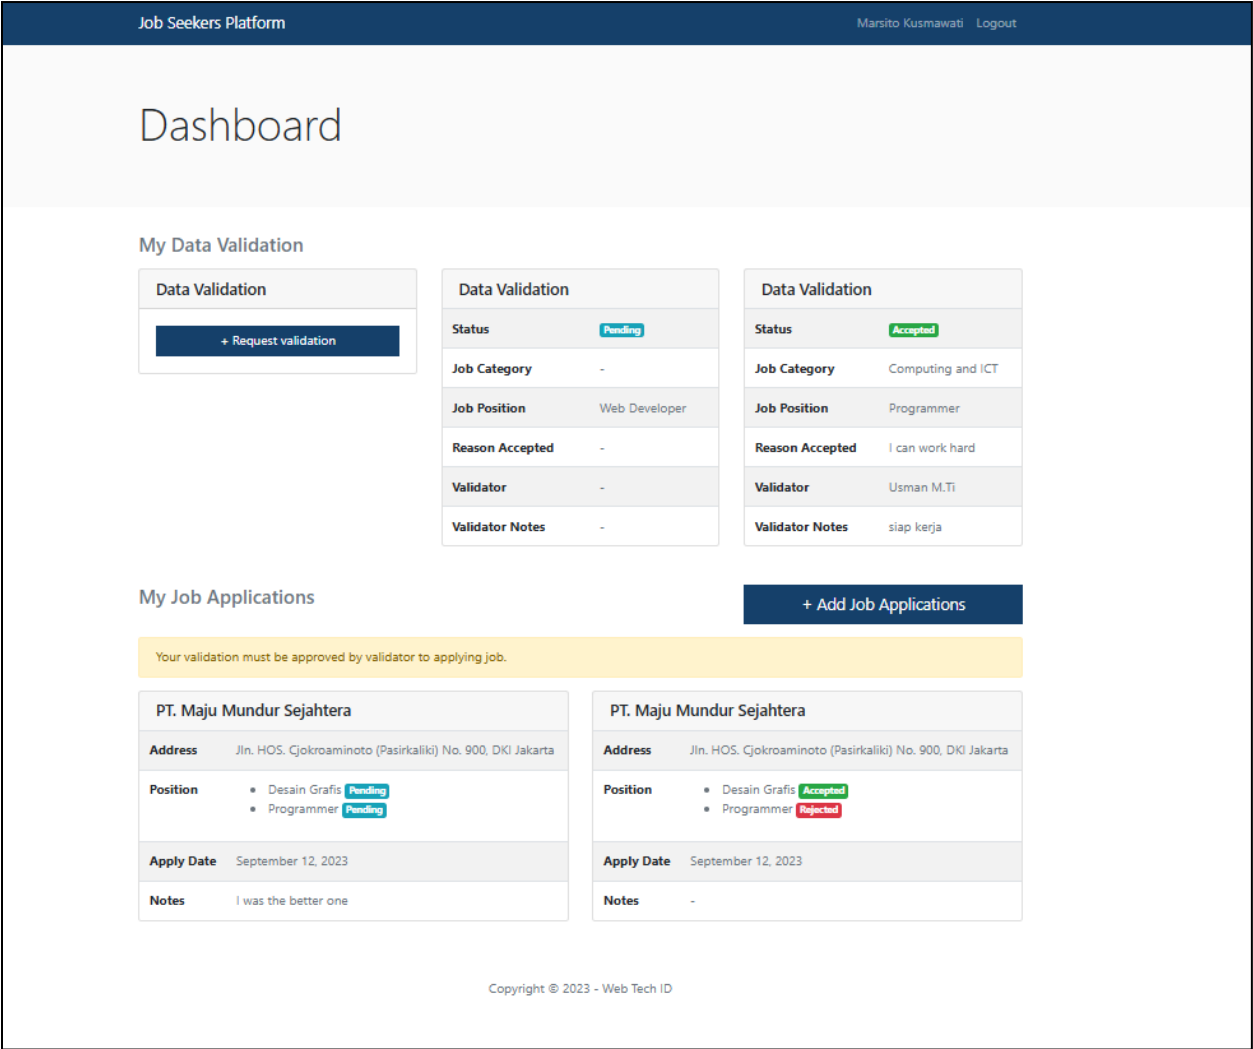 Job Seekers Platform
Marsito Kusmawati Logout
Dashboard
My Data Validation
Data Validation
+ Request validation
Data Validation
Status Pending
Job Category -
Job Position Web Developer
Reason Accepted -
Validator -
Validator Notes -
Data Validation
Status Accepted
Job Category Computing and ICT
Job Position Programmer
Reason Accepted I can work hard
Validator Usman M.Ti
Validator Notes siap kerja
My Job Applications
+ Add Job Applications
Your validation must be approved by validator to applying job.
PT. Maju Mundur Sejahtera
Address Jln. HOS. Cjokroaminoto (Pasirkaliki) No. 900, DKI Jakarta
Position • Desain Grafis Pending
• Programmer Pending
Apply Date September 12, 2023
Notes I was the better one
PT. Maju Mundur Sejahtera
Address Jln. HOS. Cjokroaminoto (Pasirkaliki) No. 900, DKI Jakarta
Position • Desain Grafis Accepted
• Programmer Rejected
Apply Date September 12, 2023
Notes -
Copyright © 2023 - Web Tech ID